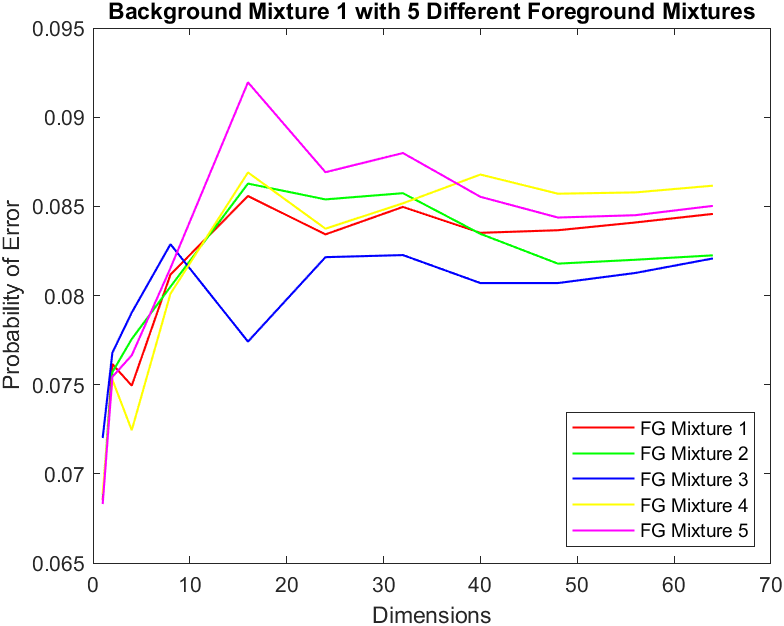 Background Mixture 1 with 5 Different Foreground Mixtures
0.095
0.09
0.085
0.08
0.075
0.07
0.065
Probability of Error
FG Mixture 1
FG Mixture 2
FG Mixture 3
FG Mixture 4
FG Mixture 5
0 10 20 30 40 50 60 70
Dimensions